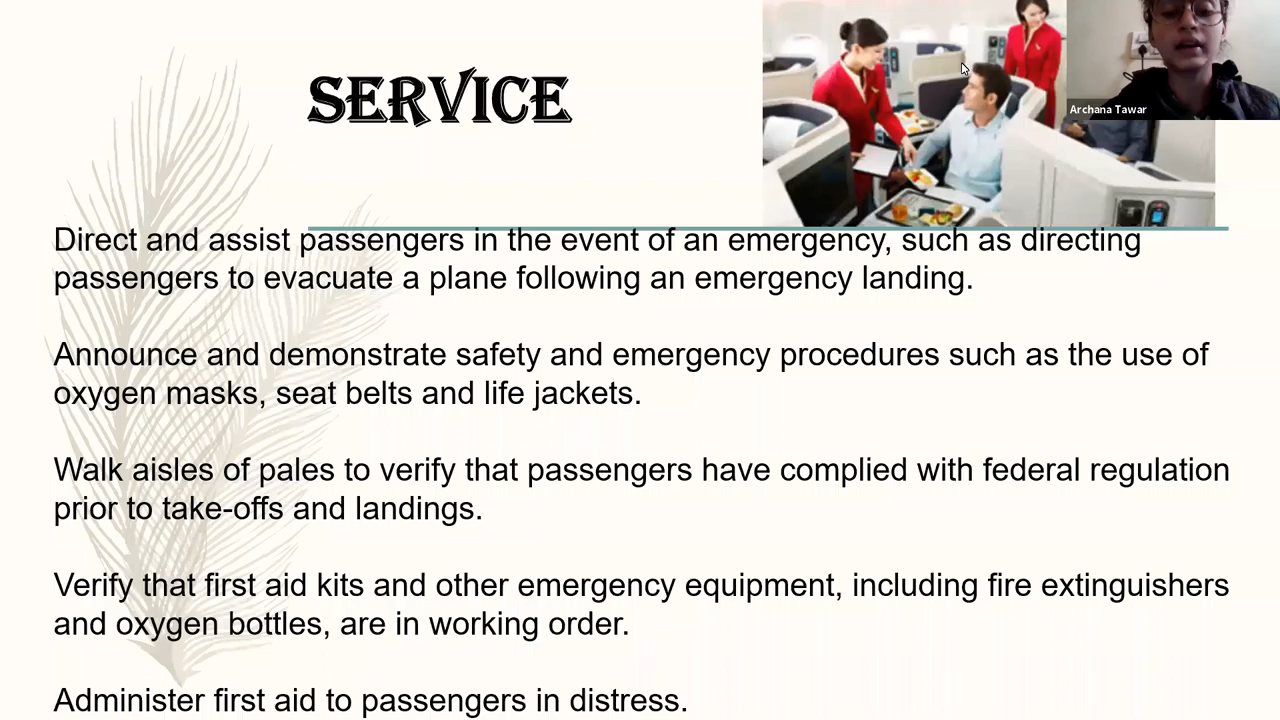 SERVICE
Archana Tawar
Direct and assist passengers in the event of an emergency, such as directing
passengers to evacuate a plane following an emergency landing.
Announce and demonstrate safety and emergency procedures such as the use of
oxygen masks, seat belts and life jackets.
Walk aisles of pales to verify that passengers have complied with federal regulation
prior to take-offs and landings.
Verify that first aid kits and other emergency equipment, including fire extinguishers
and oxygen bottles, are in working order.
Administer first aid to passengers in distress.